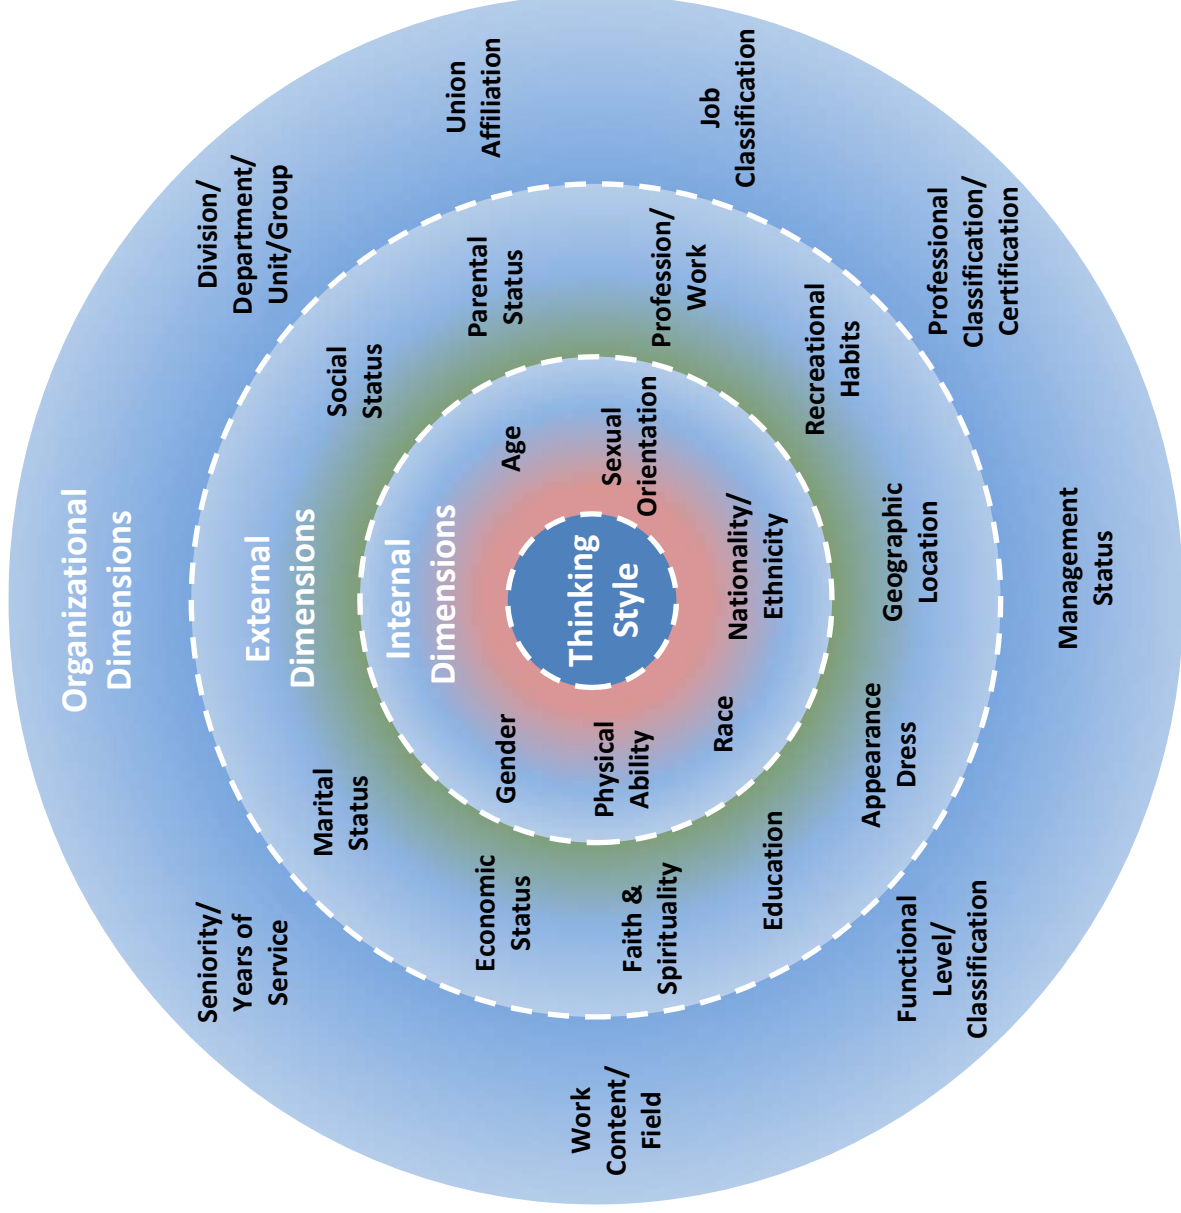 Organizational
Dimensions
Seniority/
Years of
Service
Division/
Department/
Unit/Group
Union
Affiliation
Job
Classification
Professional
Classification/
Certification
Management
Status
Functional
Level/
Classification
Work
Content/
Field
External
Dimensions
Marital
Status
Social
Status
Parental
Status
Profession/
Work
Recreational
Habits
Geographic
Location
Appearance
Dress
Education
Faith &
Spirituality
Economic
Status
Internal
Dimensions
Gender
Age
Sexual
Orientation
Nationality/
Ethnicity
Race
Physical
Ability
Thinking
Style